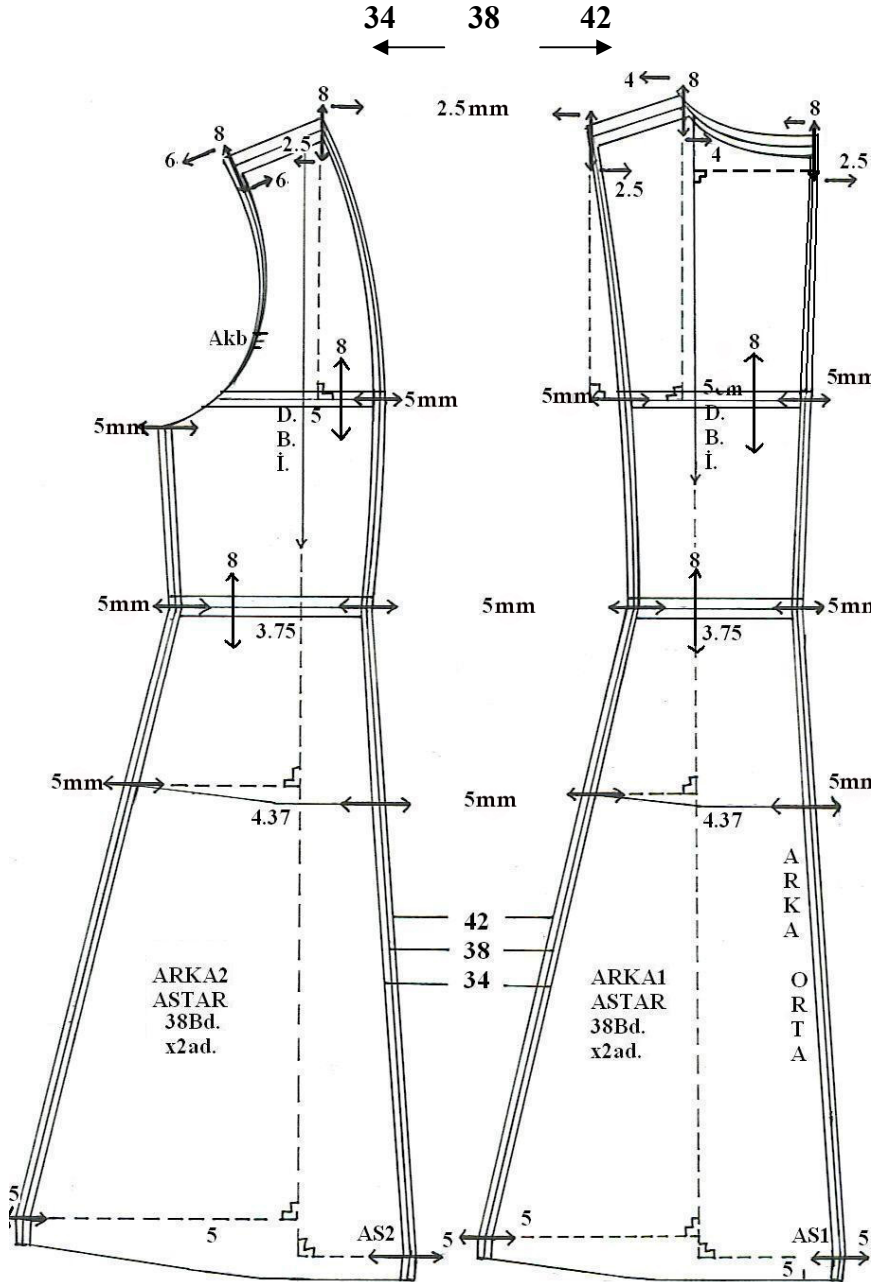 34 38 42
8 2.5mm 4 8
8 8
6 2.5 4 2.5
6 2.5
Akb
8 8
5mm 5mm 5mm 5cm 5mm
5
D. D.
B. B.
İ. İ.
8 8
5mm 5mm 5mm
3.75 3.75
5mm 5mm 5mm
4.37 4.37
42
38
34
ARKA2
ASTAR
38Bd.
x2ad.
ARKA1
ASTAR
38Bd.
x2ad.
A
R
K
A
O
R
T
A
5 5
5 AS2 5 AS1 5
5